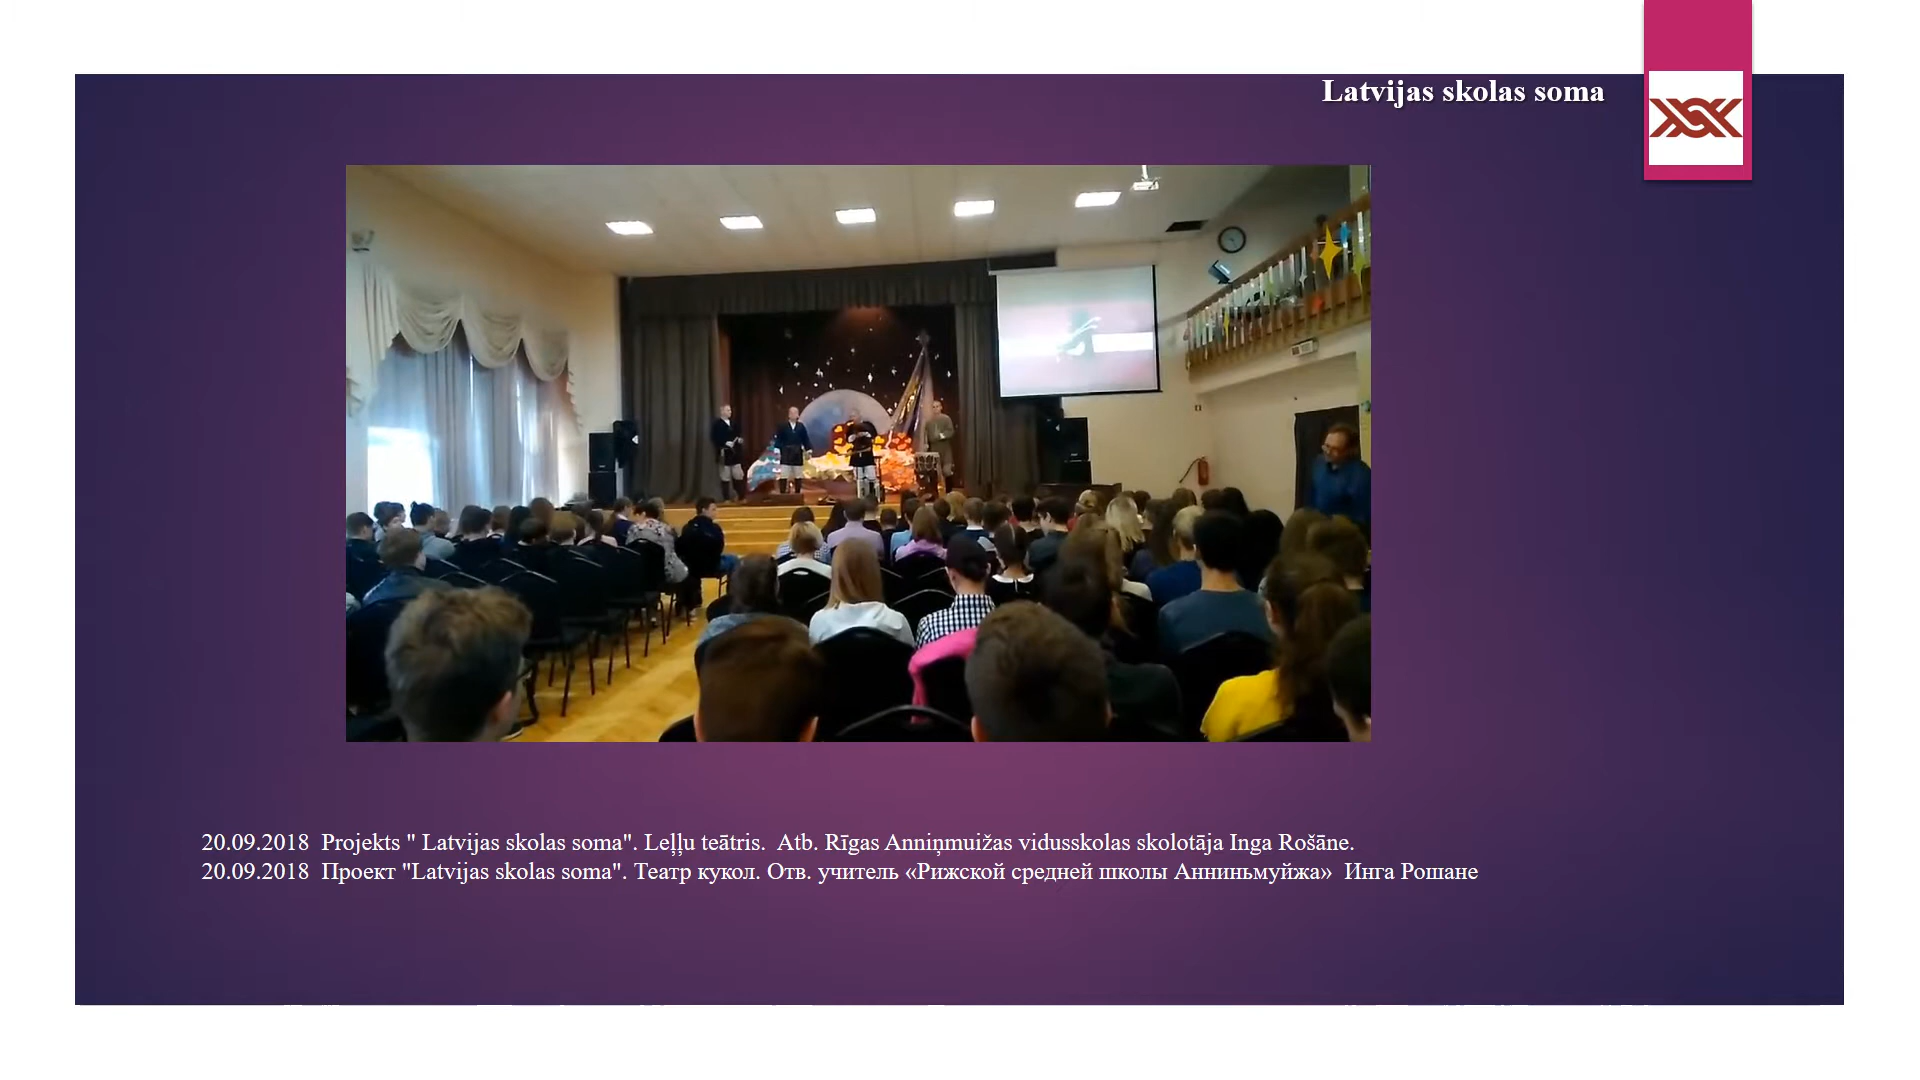 Latvijas skolas soma
20.09.2018 Projekts " Latvijas skolas soma". Leļļu teātris. Atb. Rīgas Anniņmuižas vidusskolas skolotāja Inga Rošāne.
20.09.2018 Проект "Latvijas skolas soma". Театр кукол. Отв. учитель «Рижской средней школы Анниньмуйжа» Инга Рошане